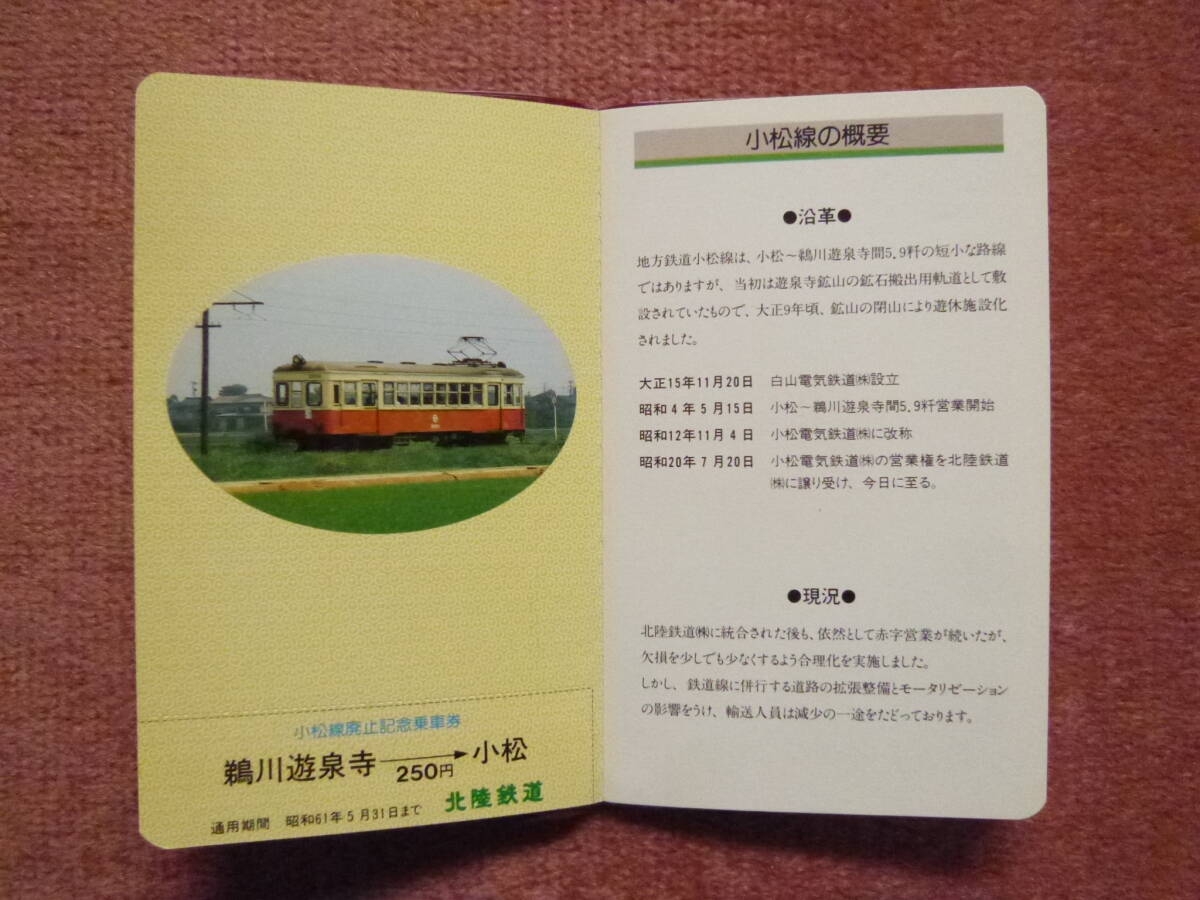 小松線廃止記念乗車券
鵜川遊泉寺→小松
250円
北陸鉄道
通用期間 昭和61年5月31日まで
小松線の概要
●沿革●
地方鉄道小松線は、小松~鵜川遊泉寺間5.9粁の短小な路線
ではありますが、当初は遊泉寺鉱山の鉱石搬出用軌道として敷
設されていたもので、大正9年頃、鉱山の閉山により遊休施設化
されました。
大正15年11月20日 白山電気鉄道㈱設立
昭和4年5月15日 小松~鵜川遊泉寺間5.9粁営業開始
昭和12年11月4日 小松電気鉄道㈱に改称
昭和20年7月20日 小松電気鉄道㈱の営業権を北陸鉄道
㈱に譲り受け、今日に至る。
●現況●
北陸鉄道㈱に統合された後も、依然として赤字営業が続いたが、
欠損を少しでも少なくするよう合理化を実施しました。
しかし、鉄道線に併行する道路の拡張整備とモータリゼーション
の影響をうけ、輸送人員は減少の一途をたどっております。